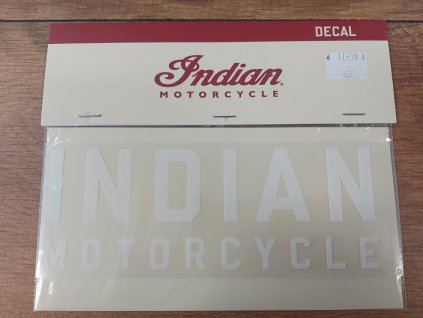 DECAL
Indian®
MOTORCYCLE
INDIAN
MOTORCYCLE®